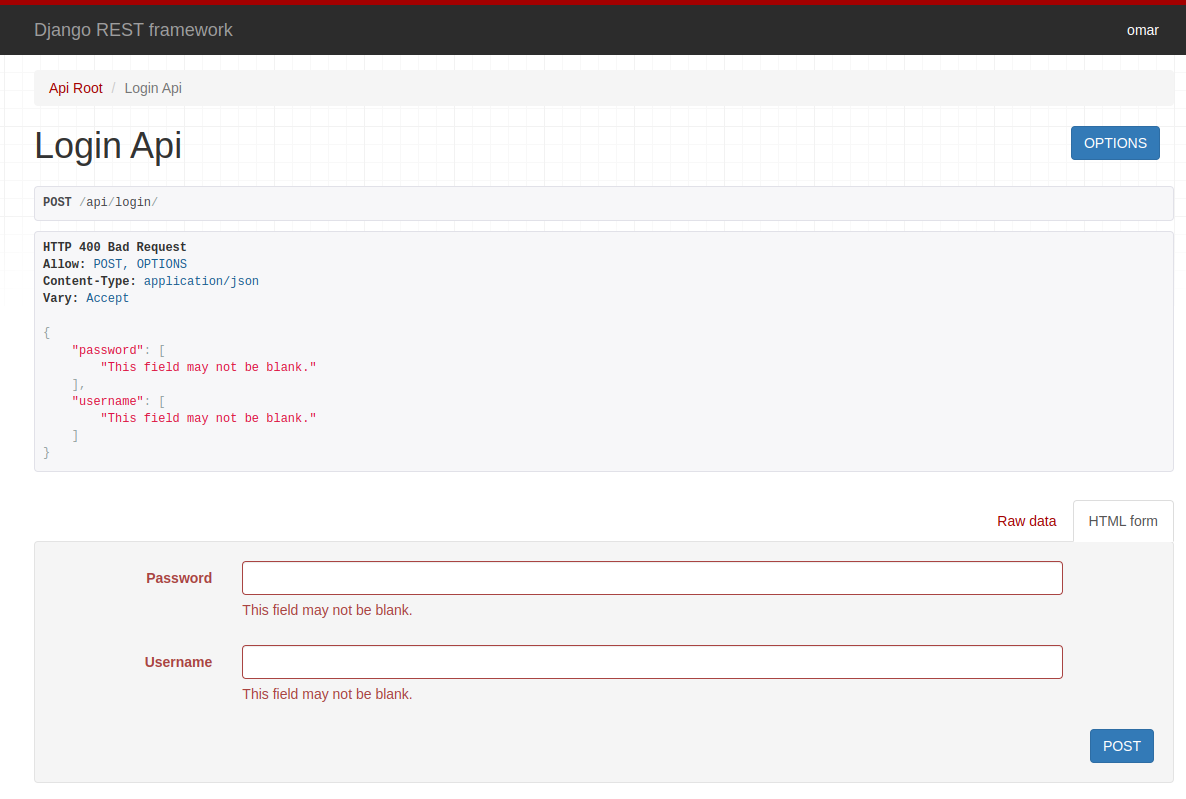 Django REST framework
omar
Api Root / Login Api
Login Api
OPTIONS
POST /api/login/
HTTP 400 Bad Request
Allow: POST, OPTIONS
Content-Type: application/json
Vary: Accept
{
    "password": [
        "This field may not be blank."
    ],
    "username": [
        "This field may not be blank."
    ]
}
Raw data
HTML form
Password
This field may not be blank.
Username
This field may not be blank.
POST